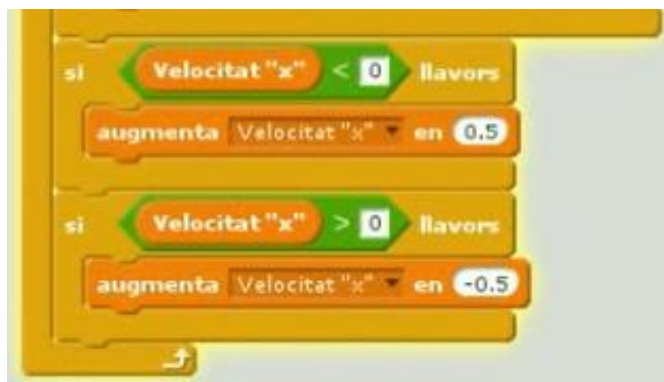 si Velocitat "x" < 0 llavors
augmenta Velocitat "x" en 0.5
si Velocitat "x" > 0 llavors
augmenta Velocitat "x" en -0.5